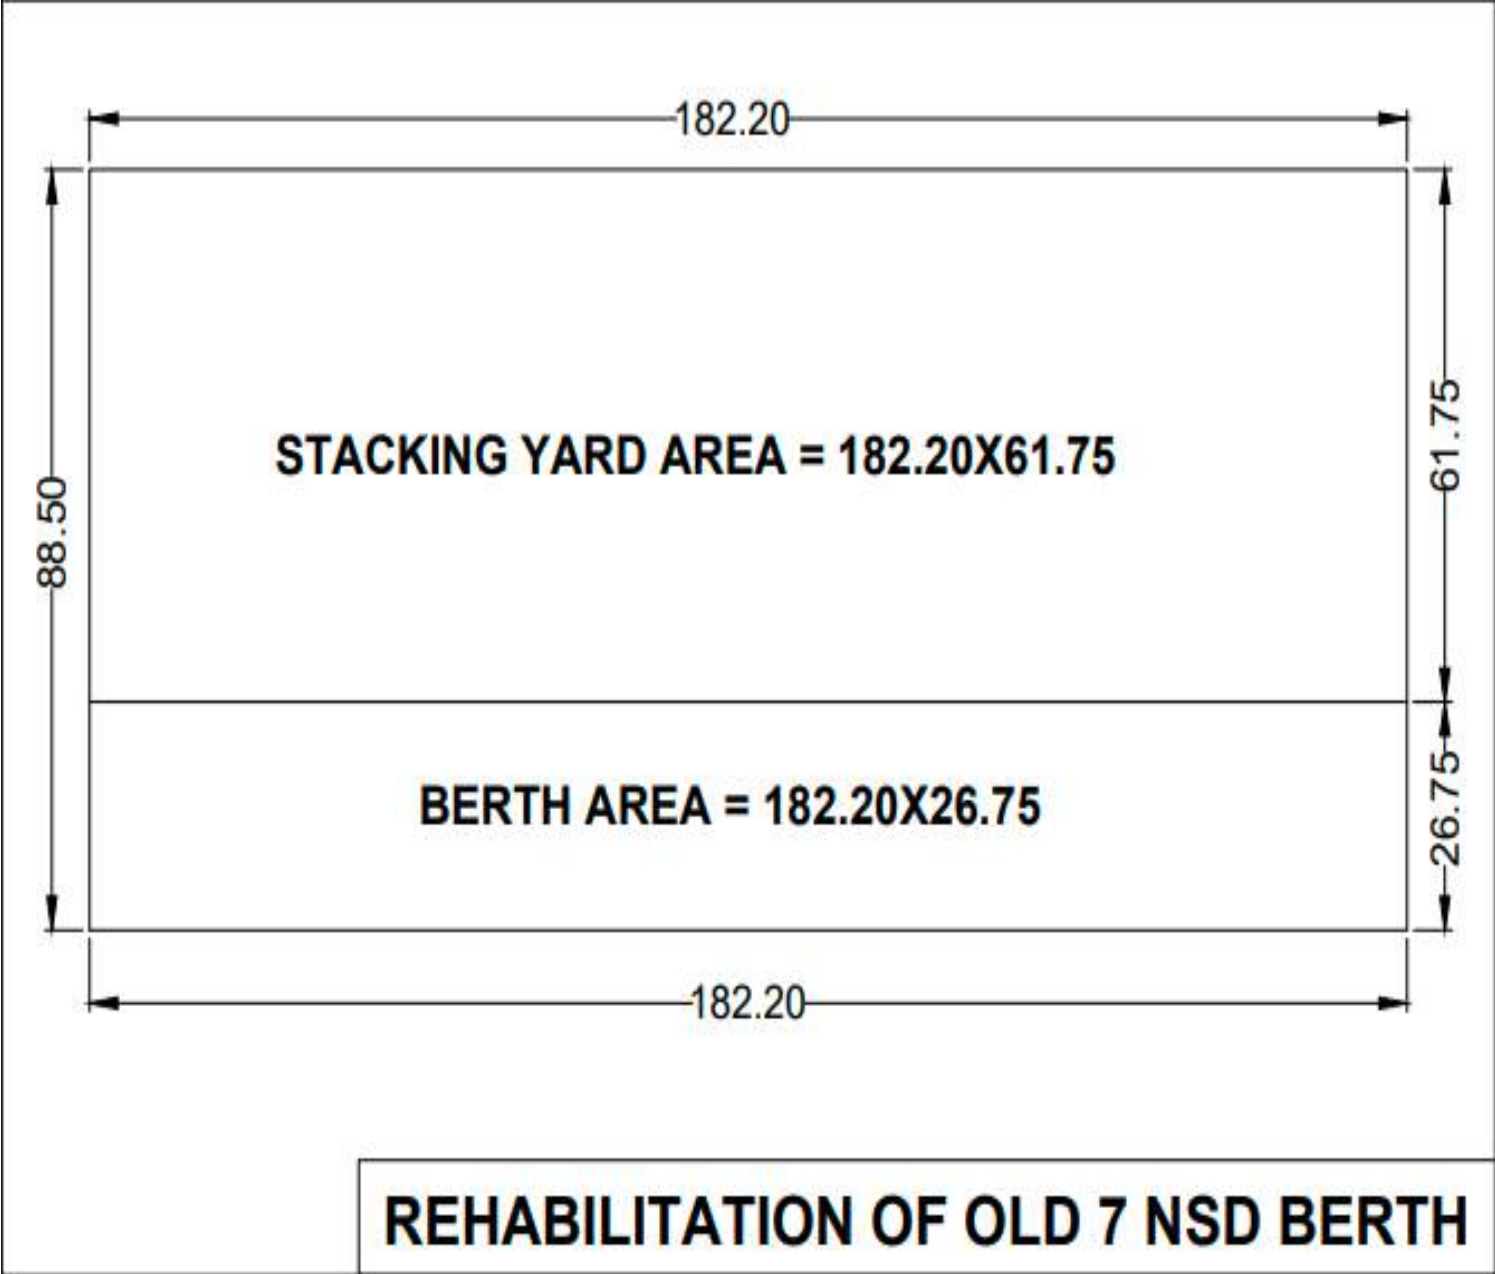 182.20
88.50
61.75
STACKING YARD AREA = 182.20X61.75
26.75
BERTH AREA = 182.20X26.75
182.20
REHABILITATION OF OLD 7 NSD BERTH